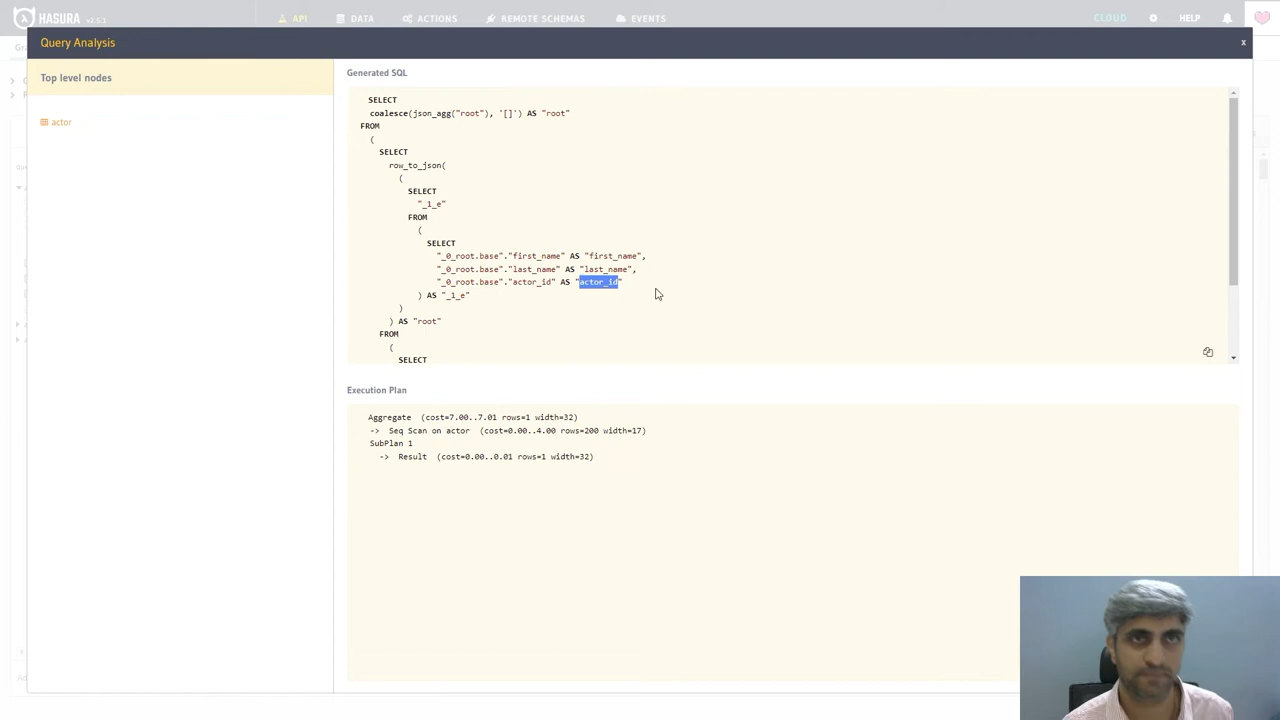 HASURA v2.5.1 API DATA ACTIONS REMOTE SCHEMAS EVENTS CLOUD HELP
Query Analysis x
Top level nodes
actor
Generated SQL
SELECT
coalesce(json_agg("root"), '[]') AS "root"
FROM
(
SELECT
row_to_json(
(
SELECT
"_1_e"
FROM
(
SELECT
"_0_root.base"."first_name" AS "first_name",
"_0_root.base"."last_name" AS "last_name",
"_0_root.base"."actor_id" AS "actor_id"
) AS "_1_e"
)
) AS "root"
FROM
(
SELECT
Execution Plan
Aggregate (cost=7.00..7.01 rows=1 width=32)
-> Seq Scan on actor (cost=0.00..4.00 rows=200 width=17)
SubPlan 1
-> Result (cost=0.00..0.01 rows=1 width=32)